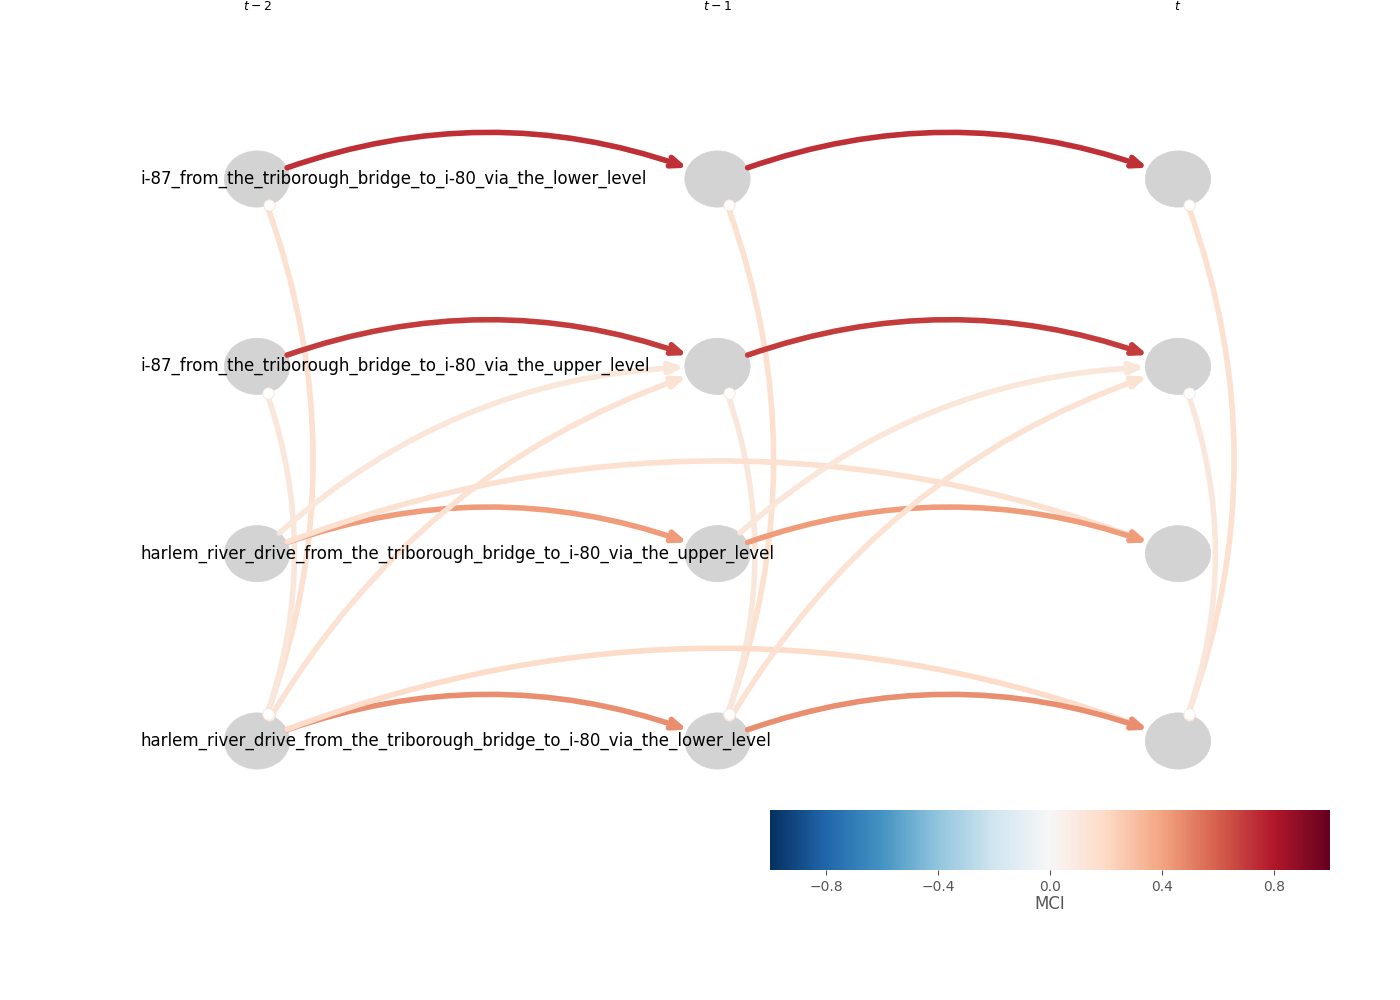 t − 2 t − 1 t
i-87_from_the_triborough_bridge_to_i-80_via_the_lower_level
i-87_from_the_triborough_bridge_to_i-80_via_the_upper_level
harlem_river_drive_from_the_triborough_bridge_to_i-80_via_the_upper_level
harlem_river_drive_from_the_triborough_bridge_to_i-80_via_the_lower_level
−0.8 −0.4 0.0 0.4 0.8
MCI